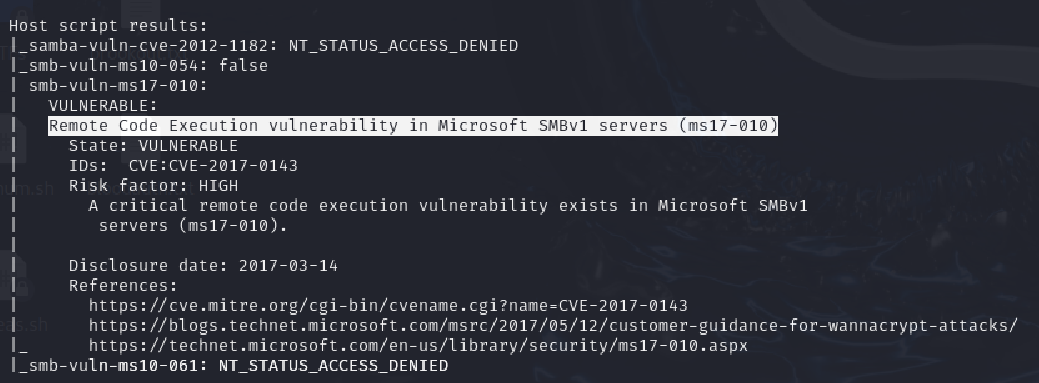 Host script results:
|_samba-vuln-cve-2012-1182: NT_STATUS_ACCESS_DENIED
|_smb-vuln-ms10-054: false
| smb-vuln-ms17-010:
|   VULNERABLE:
|   Remote Code Execution vulnerability in Microsoft SMBv1 servers (ms17-010)
|     State: VULNERABLE
|     IDs:  CVE:CVE-2017-0143
|     Risk factor: HIGH
|       A critical remote code execution vulnerability exists in Microsoft SMBv1
|        servers (ms17-010).
|
|     Disclosure date: 2017-03-14
|     References:
|       https://cve.mitre.org/cgi-bin/cvename.cgi?name=CVE-2017-0143
|       https://blogs.technet.microsoft.com/msrc/2017/05/12/customer-guidance-for-wannacrypt-attacks/
|_      https://technet.microsoft.com/en-us/library/security/ms17-010.aspx
|_smb-vuln-ms10-061: NT_STATUS_ACCESS_DENIED